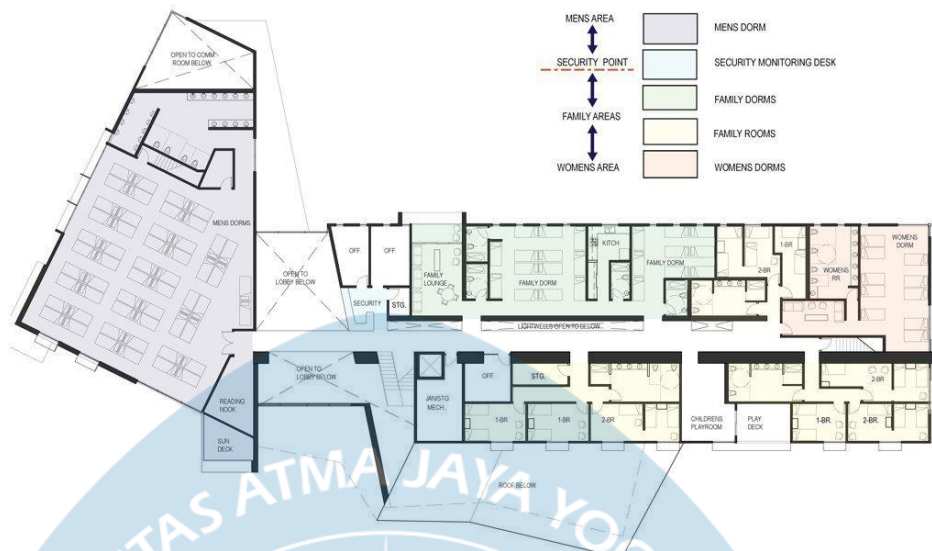 MENS AREA
SECURITY POINT
FAMILY AREAS
WOMENS AREA
MENS DORM
SECURITY MONITORING DESK
FAMILY DORMS
FAMILY ROOMS
WOMENS DORMS
OPEN TO COMM.
ROOM BELOW
MENS DORMS
OPEN TO
LOBBY BELOW
OFF.
OFF.
SECURITY
STG.
FAMILY
LOUNGE
FAMILY DORM
KITCH
FAMILY DORM
2-BR
1-BR
WOMENS
RR
WOMENS
DORM
LIGHTWELLS OPEN TO BELOW
OPEN TO
LOBBY BELOW
READING
NOOK
SUN
DECK
JAN/STG
MECH.
OFF.
STG.
1-BR
1-BR
2-BR
CHILDRENS
PLAYROOM
PLAY
DECK
2-BR
1-BR.
2-BR.
ROOF BELOW
TAS ATMA JAYA YOG